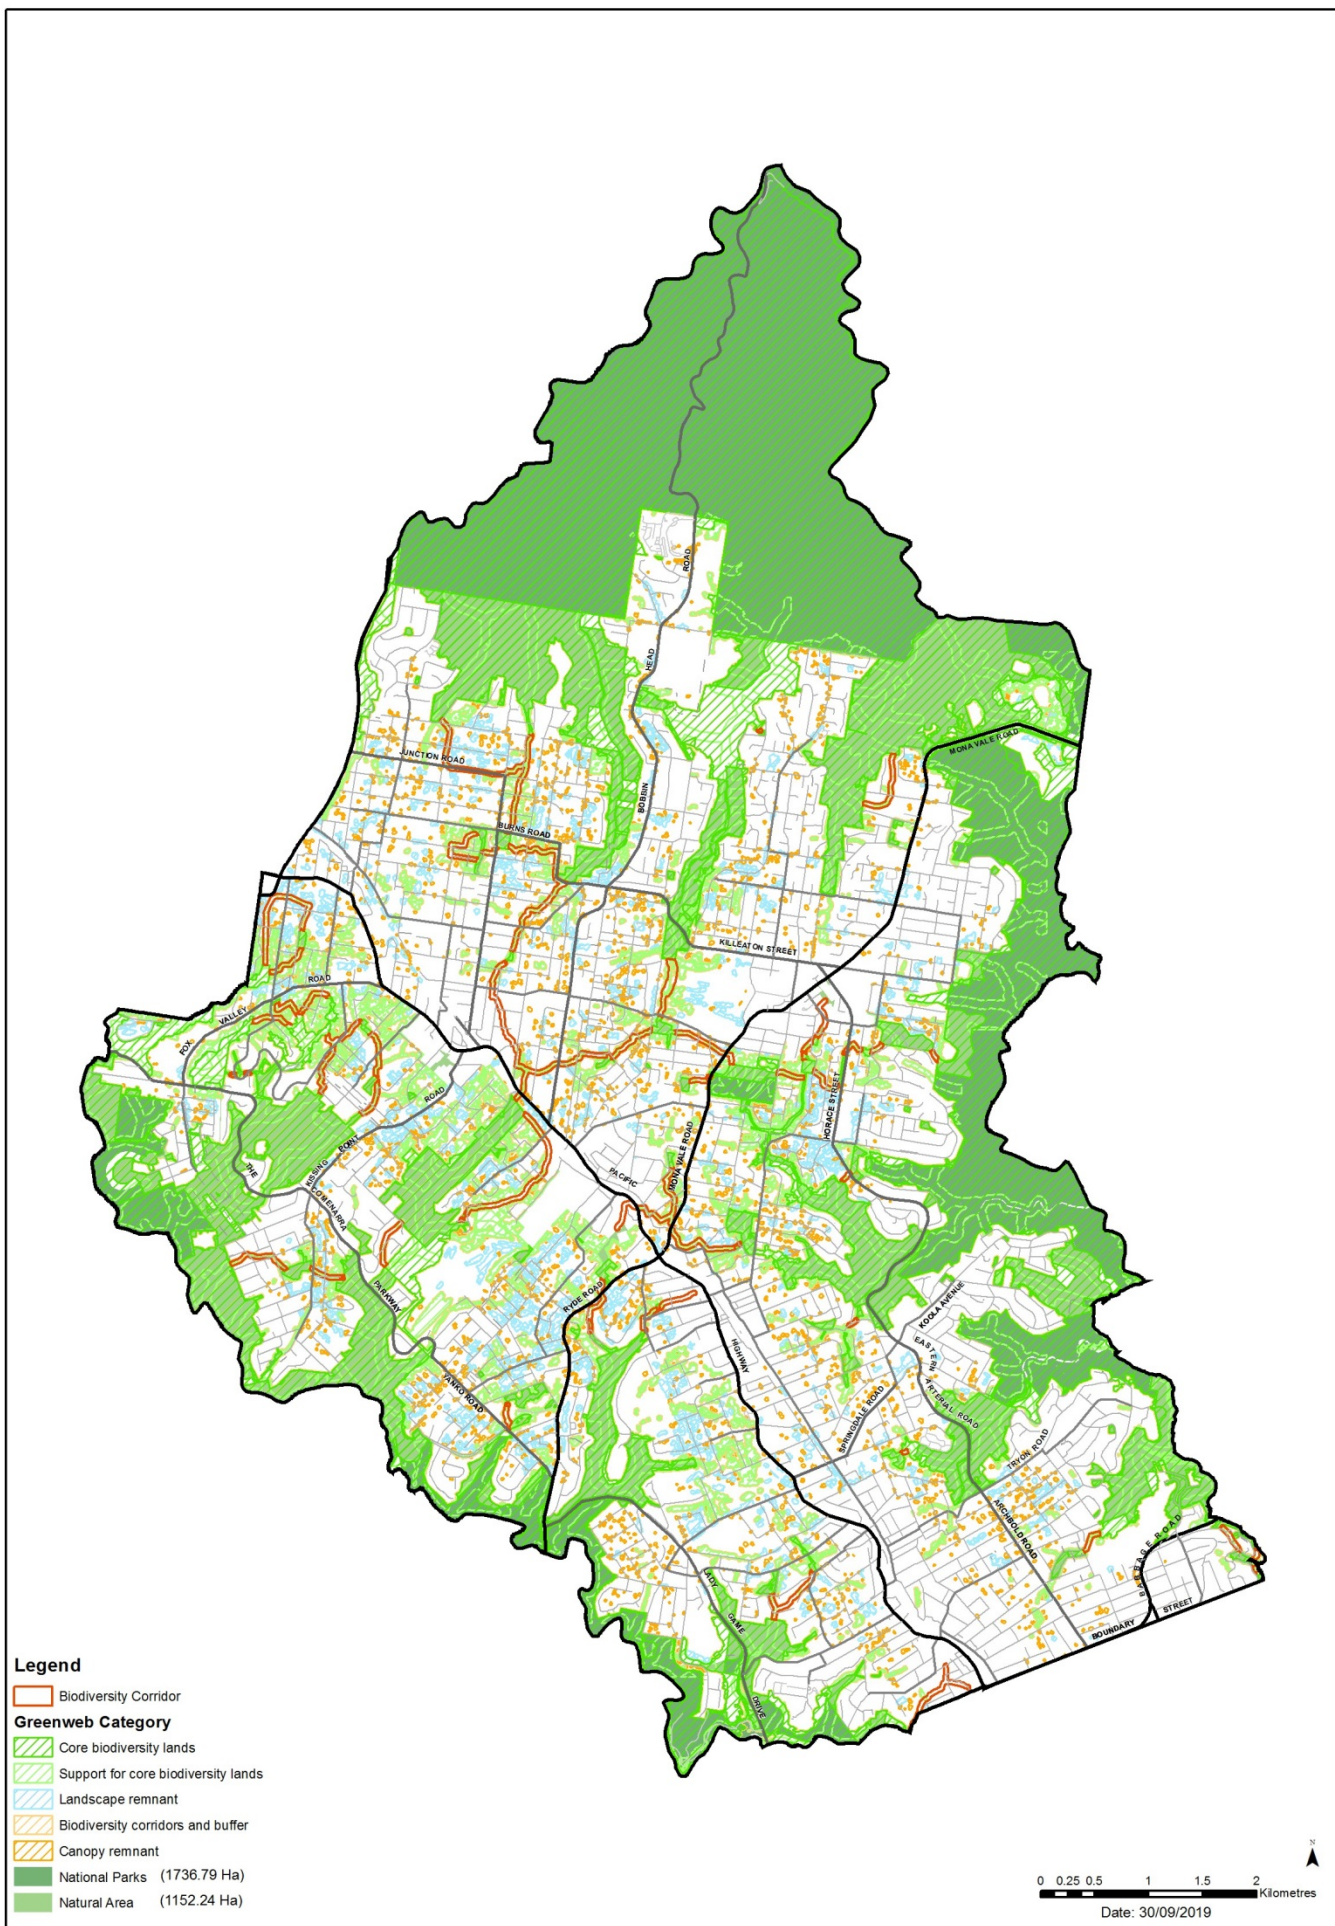 ROAD
HEAD
MONA VALE ROAD
JUNCTION ROAD
BOBBIN
BURNS ROAD
KILLEATON STREET
ROAD
VALLEY
FOX
HORACE STREET
ROAD
POINT
KISSING
THE
COMENARRA
PARKWAY
MONA VALE ROAD
PACIFIC
RYDE ROAD
HIGHWAY
KOOLA AVENUE
EASTERN
ARTERIAL ROAD
YANKO ROAD
SPRINGDALE ROAD
TRYON ROAD
ARCHBOLD ROAD
BABBAGE ROAD
LADY
GAME
DRIVE
BOUNDARY
STREET
Legend
Biodiversity Corridor
Greenweb Category
Core biodiversity lands
Support for core biodiversity lands
Landscape remnant
Biodiversity corridors and buffer
Canopy remnant
National Parks (1736.79 Ha)
Natural Area (1152.24 Ha)
N
0 0.25 0.5 1 1.5 2
Kilometres
Date: 30/09/2019